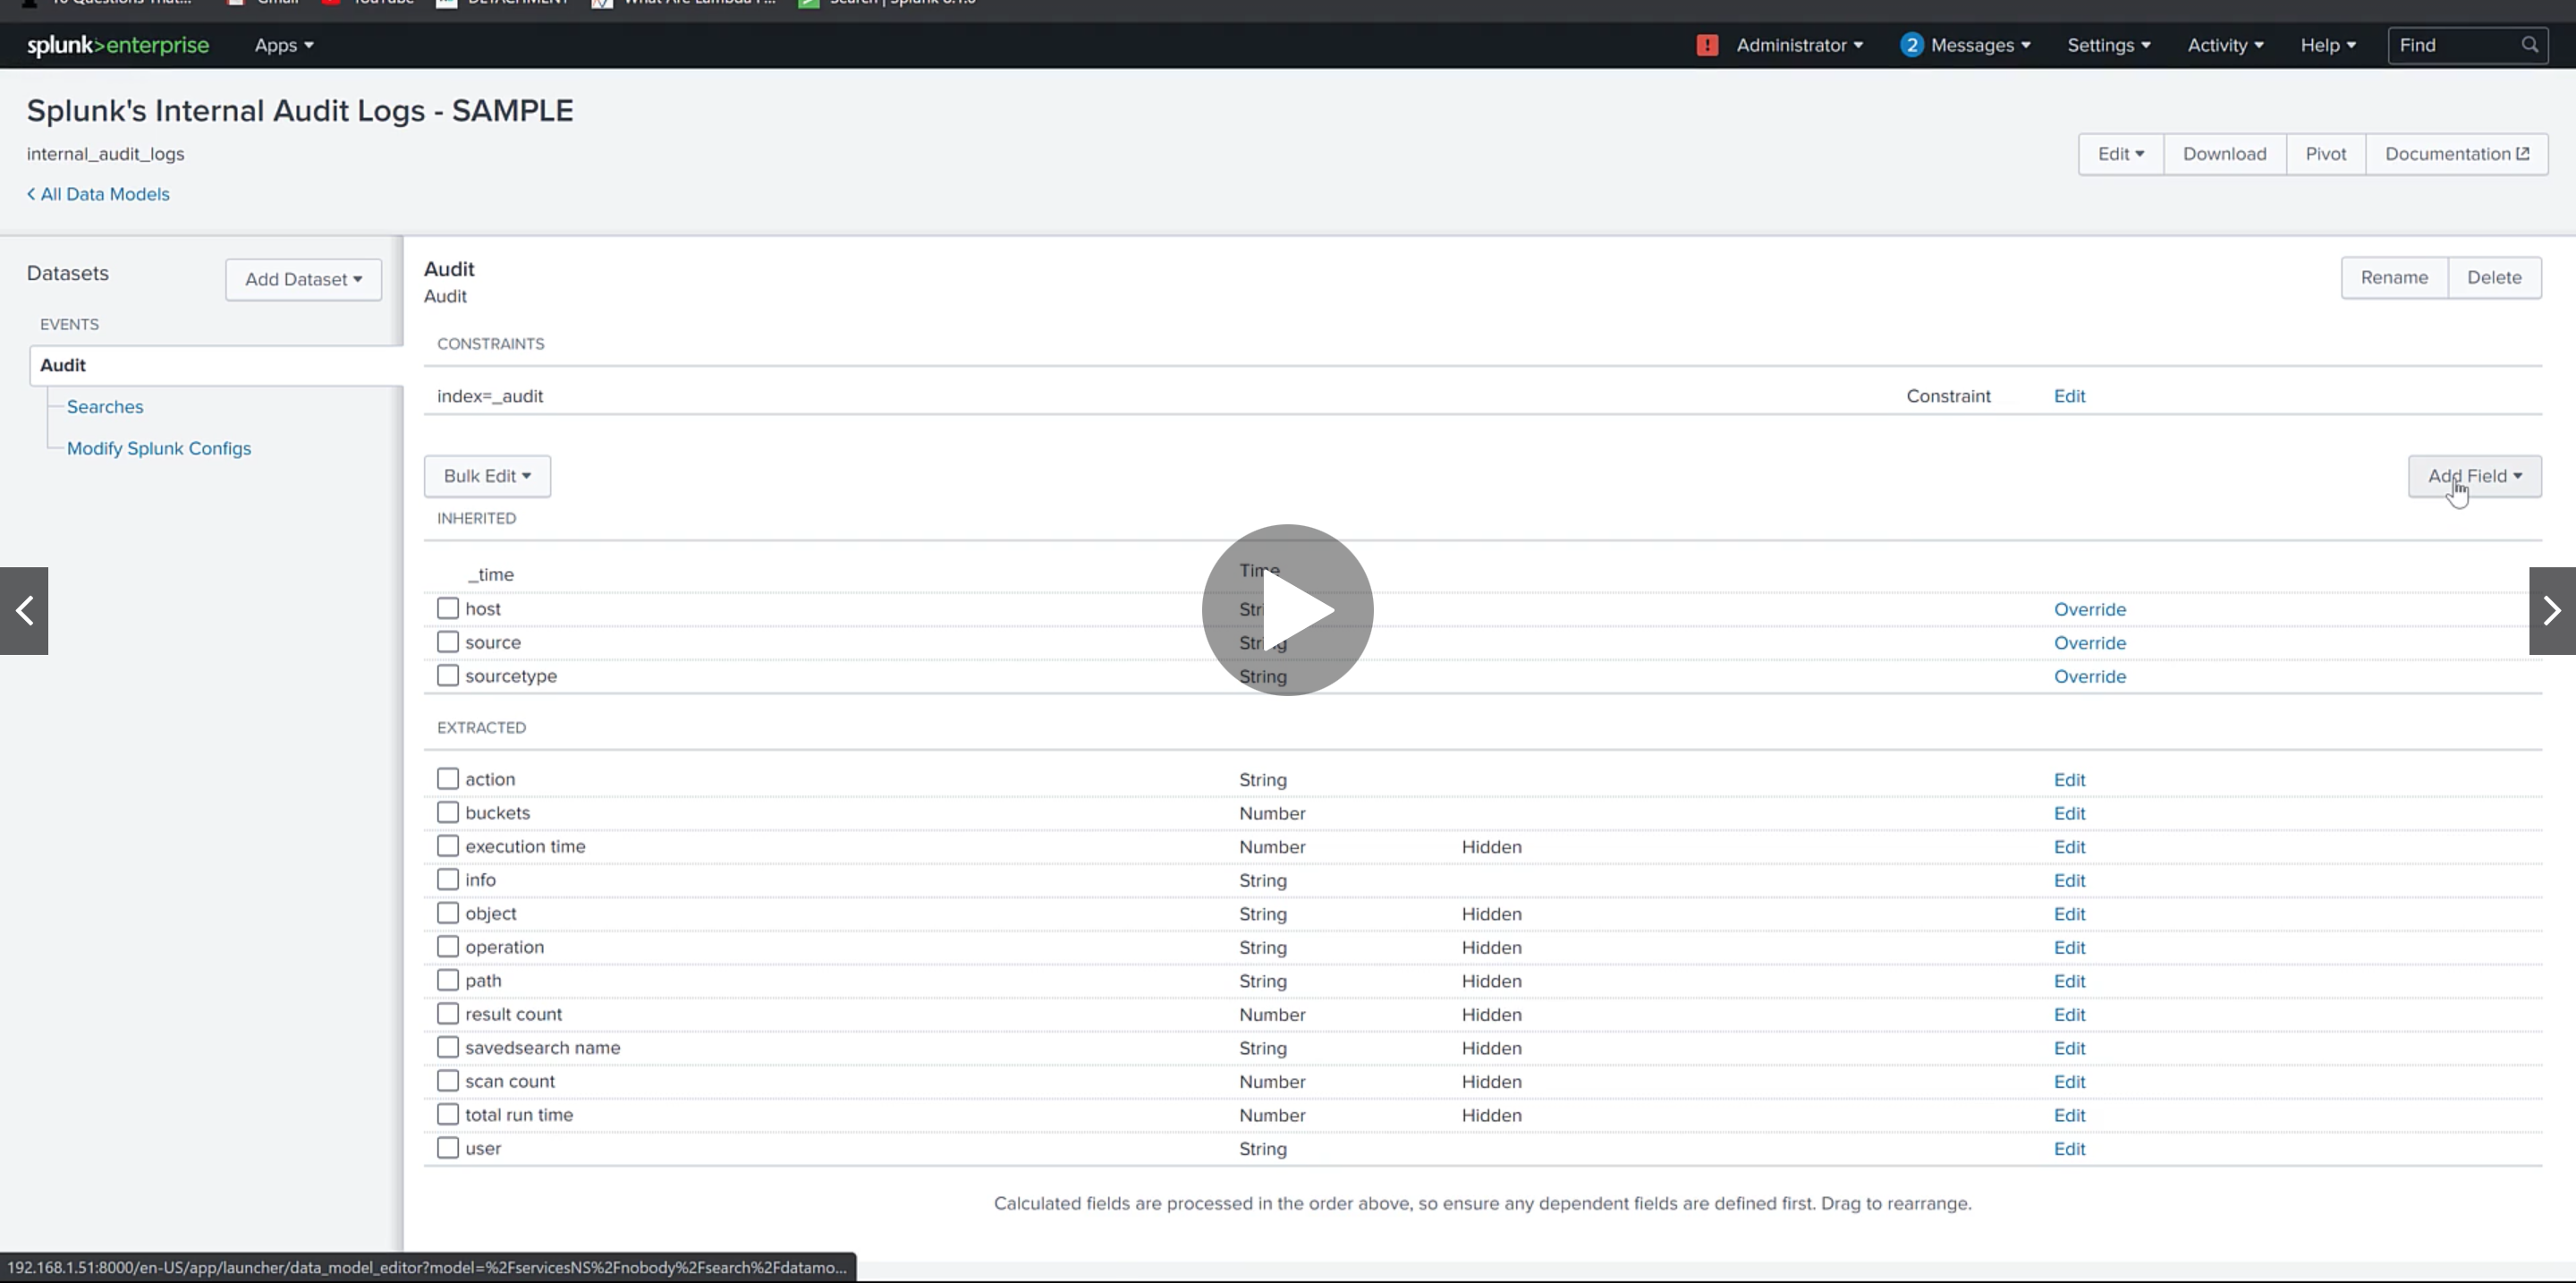 Gmail
YouTube
DETACHMENT
What Are Lambda F...
Search | Splunk 8.1.0
splunk>enterprise Apps
! Administrator 2 Messages Settings Activity Help Find
Splunk's Internal Audit Logs - SAMPLE
internal_audit_logs
Edit Download Pivot Documentation
All Data Models
Datasets Add Dataset
EVENTS
Audit
Searches
Modify Splunk Configs
Audit
Audit
Rename Delete
CONSTRAINTS
index=_audit Constraint Edit
Bulk Edit Add Field
INHERITED
_time Time
host String Override
source String Override
sourcetype String Override
EXTRACTED
action String Edit
buckets Number Edit
execution time Number Hidden Edit
info String Edit
object String Hidden Edit
operation String Hidden Edit
path String Hidden Edit
result count Number Hidden Edit
savedsearch name String Hidden Edit
scan count Number Hidden Edit
total run time Number Hidden Edit
user String Edit
Calculated fields are processed in the order above, so ensure any dependent fields are defined first. Drag to rearrange.
192.168.1.51:8000/en-US/app/launcher/data_model_editor?model=%2FservicesNS%2Fnobody%2Fsearch%2Fdatamo...